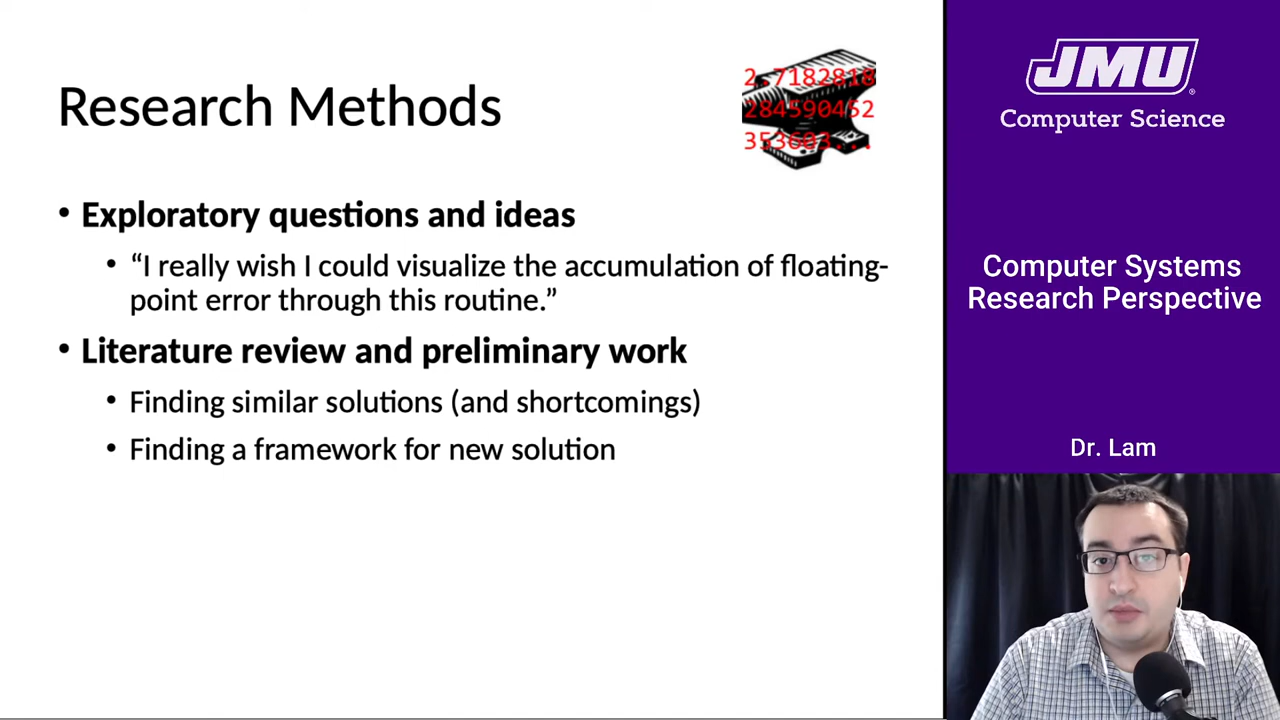 Research Methods
2.7182818
284590452
353603...
• Exploratory questions and ideas
• “I really wish I could visualize the accumulation of floating-
point error through this routine.”
• Literature review and preliminary work
• Finding similar solutions (and shortcomings)
• Finding a framework for new solution
JMU
Computer Science
Computer Systems
Research Perspective
Dr. Lam